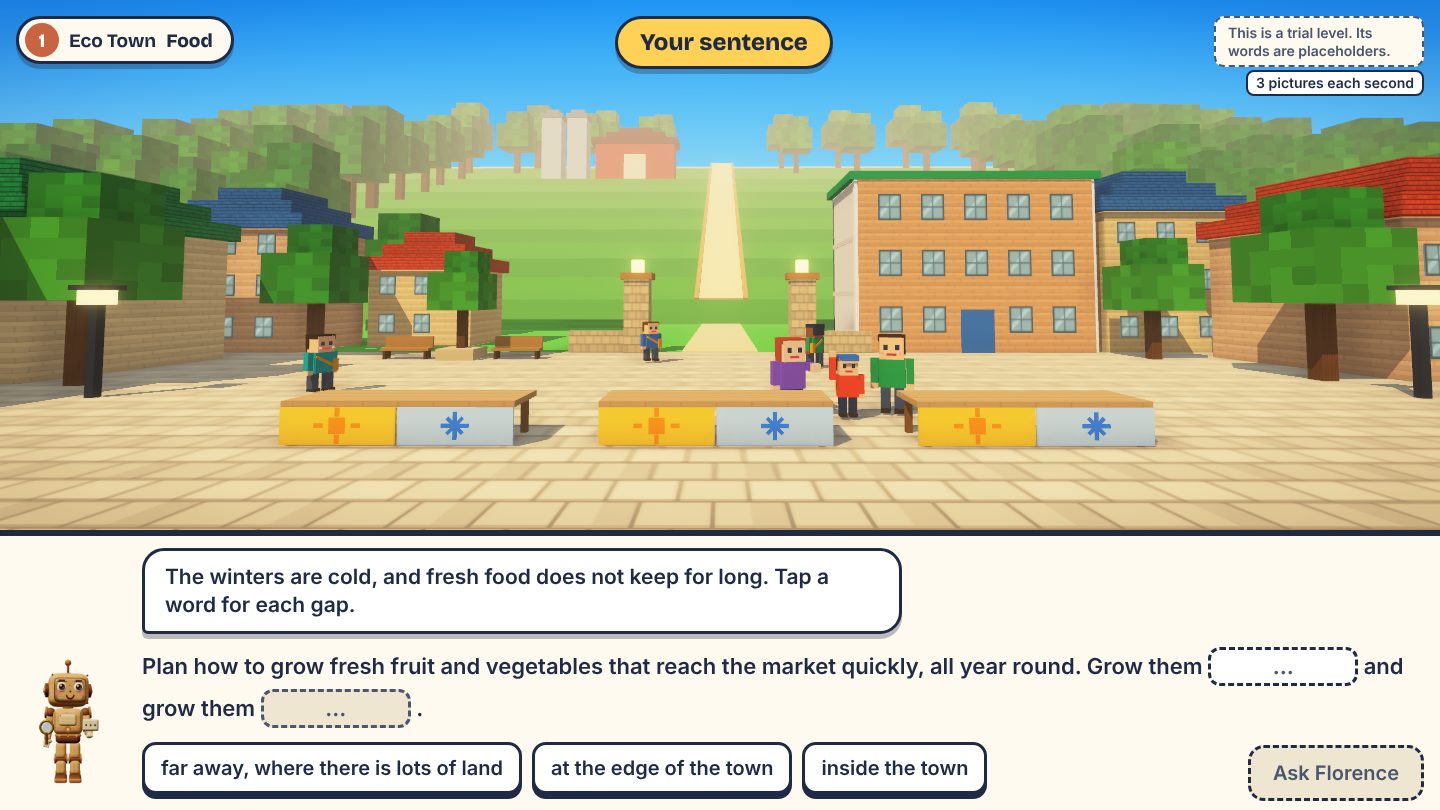 1 Eco Town Food
Your sentence
This is a trial level. Its
words are placeholders.
3 pictures each second
The winters are cold, and fresh food does not keep for long. Tap a
word for each gap.
Plan how to grow fresh fruit and vegetables that reach the market quickly, all year round. Grow them ... and
grow them ... .
far away, where there is lots of land
at the edge of the town
inside the town
Ask Florence